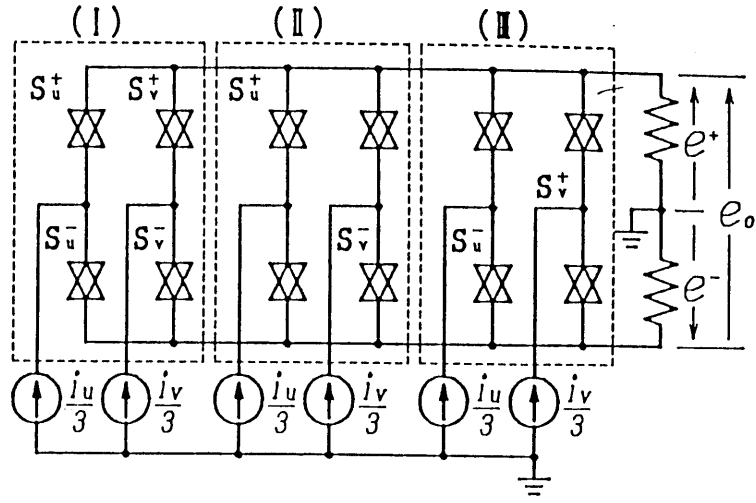 (I) (II) (III)
S_u^+ S_v^+ S_u^+
e^+
S_v^+
e_o
S_u^- S_v^- S_v^- S_u^-
e^-
i_u/3 i_v/3 i_u/3 i_v/3 i_u/3 i_v/3